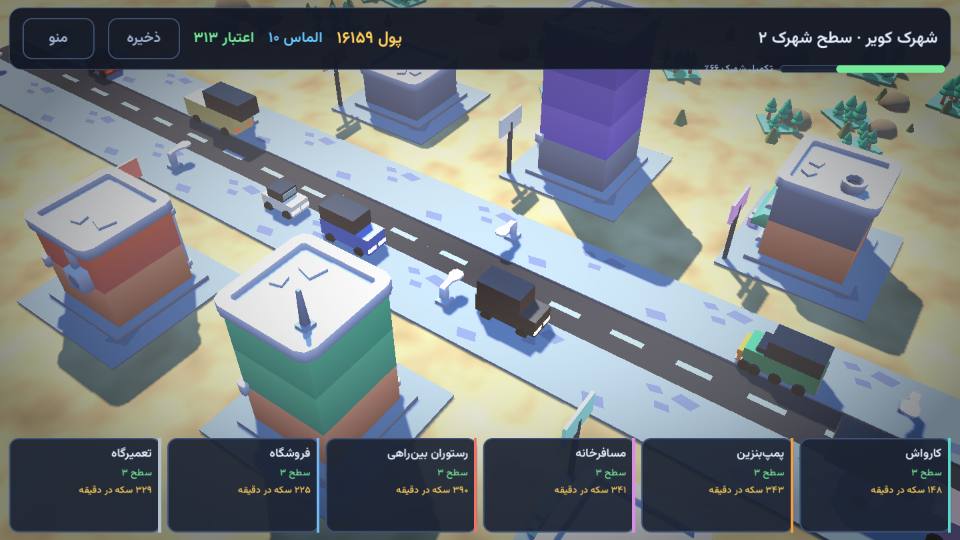 شهرک کویر · سطح شهرک ۲
پول ۱۶۱۵۹
الماس ۱۰
اعتبار ۳۱۳
ذخیره
منو
تکمیل شهرک ۶۶٪
کارواش
سطح ۳
۱۴۸ سکه در دقیقه
پمپ‌بنزین
سطح ۳
۳۴۳ سکه در دقیقه
مسافرخانه
سطح ۳
۳۴۱ سکه در دقیقه
رستوران بین‌راهی
سطح ۳
۳۹۰ سکه در دقیقه
فروشگاه
سطح ۳
۲۲۵ سکه در دقیقه
تعمیرگاه
سطح ۳
۳۲۹ سکه در دقیقه